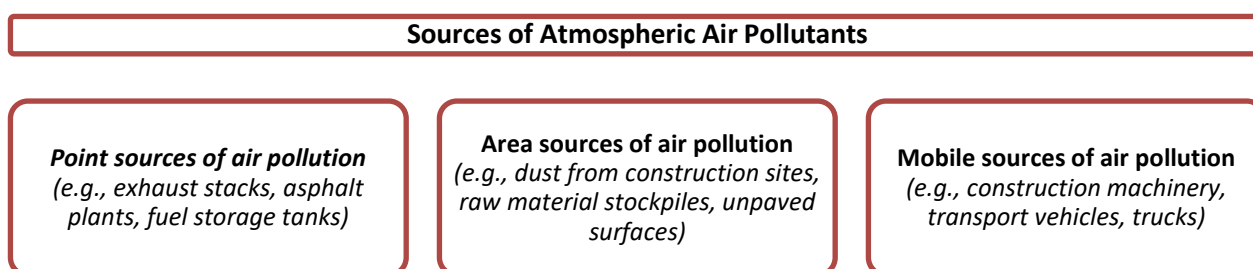 Sources of Atmospheric Air Pollutants
Point sources of air pollution
(e.g., exhaust stacks, asphalt
plants, fuel storage tanks)
Area sources of air pollution
(e.g., dust from construction sites,
raw material stockpiles, unpaved
surfaces)
Mobile sources of air pollution
(e.g., construction machinery,
transport vehicles, trucks)